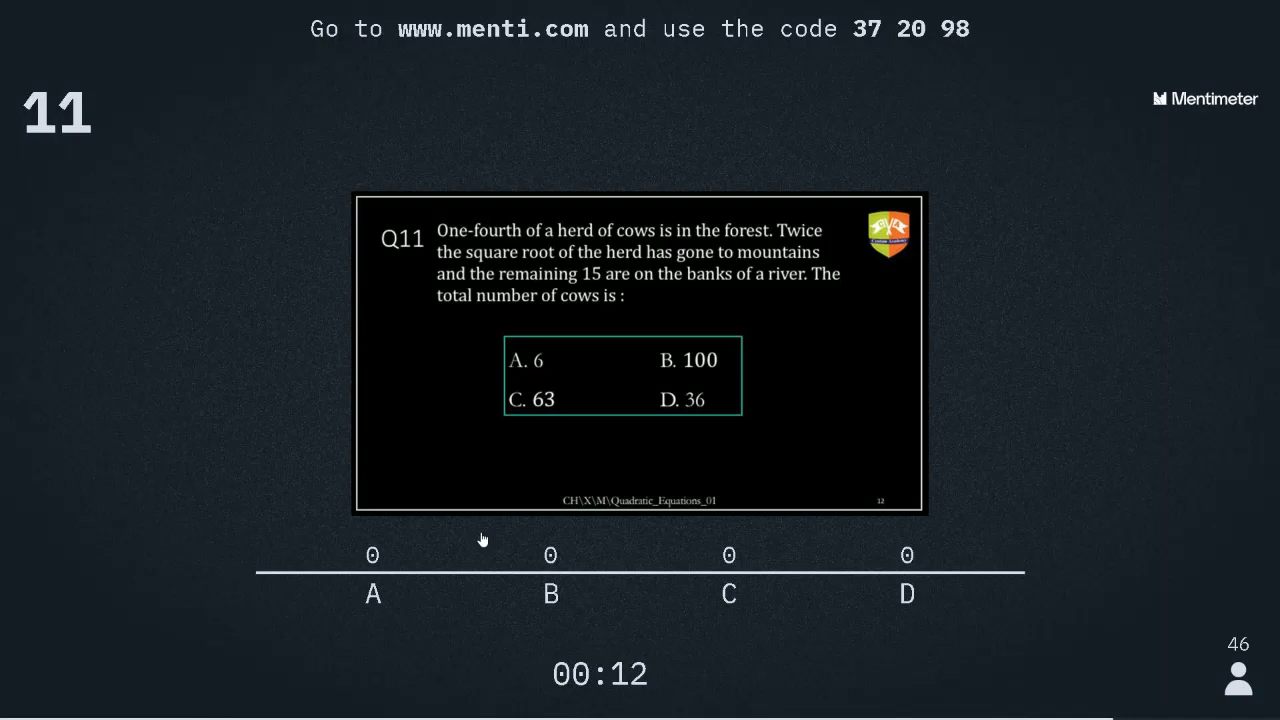 Go to www.menti.com and use the code 37 20 98
11
Mentimeter
Q11
One-fourth of a herd of cows is in the forest. Twice
the square root of the herd has gone to mountains
and the remaining 15 are on the banks of a river. The
total number of cows is :
A. 6 B. 100
C. 63 D. 36
CH\X\M\Quadratic_Equations_01 12
0 0 0 0
A B C D
00:12
46